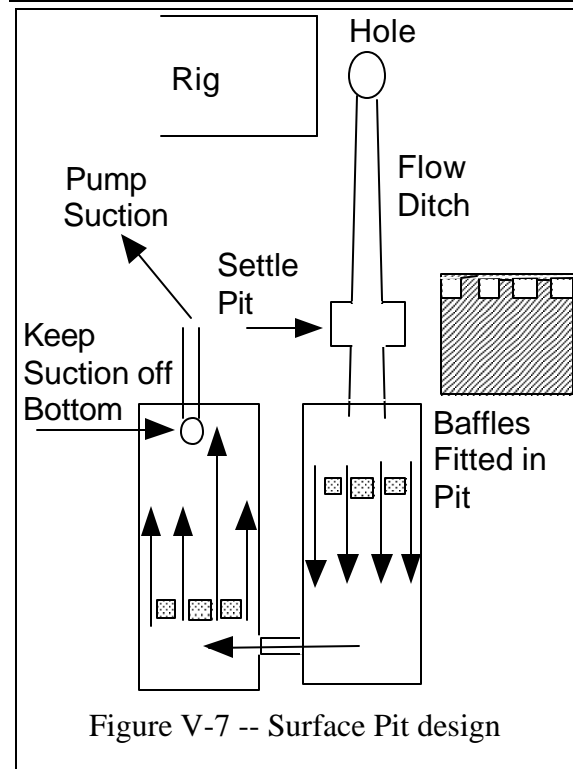 Hole
Rig
Flow
Ditch
Pump
Suction
Settle
Pit
Keep
Suction off
Bottom
Baffles
Fitted in
Pit
Figure V-7 -- Surface Pit design